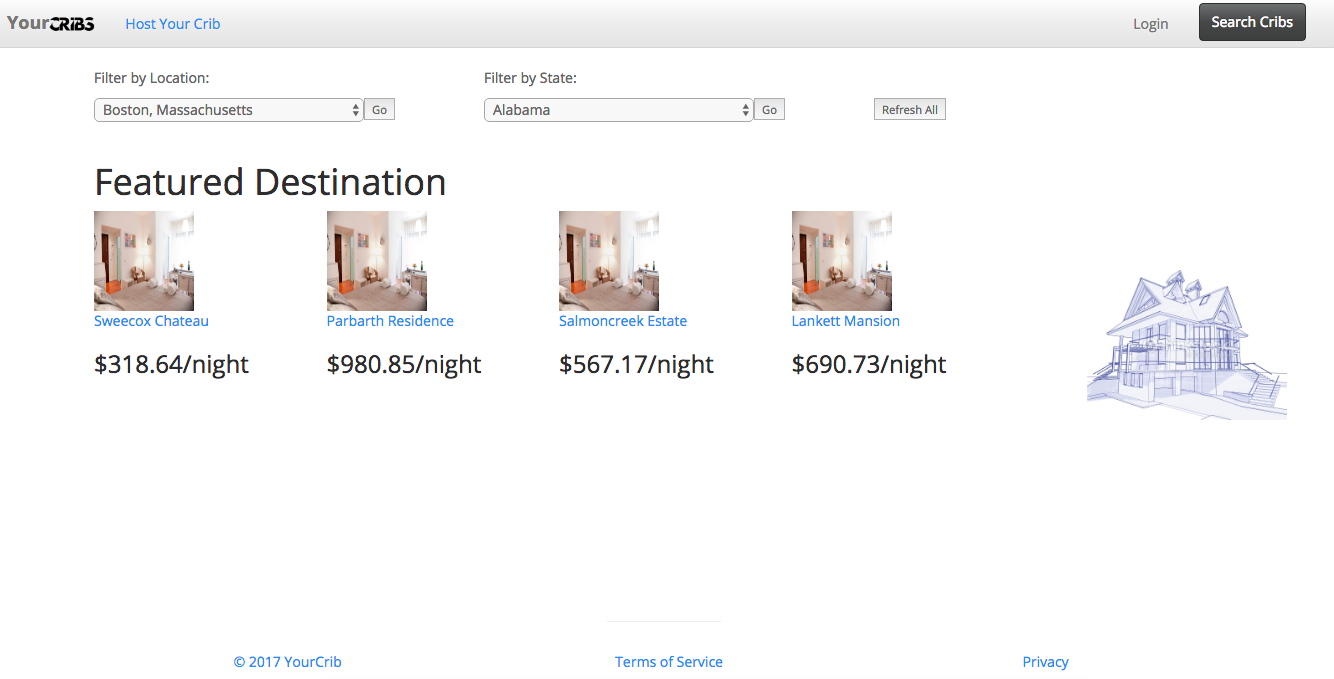 YourCRIBS Host Your Crib Login Search Cribs
Filter by Location: Filter by State:
Boston, Massachusetts Go Alabama Go Refresh All
Featured Destination
Sweecox Chateau Parbarth Residence Salmoncreek Estate Lankett Mansion
$318.64/night $980.85/night $567.17/night $690.73/night
© 2017 YourCrib Terms of Service Privacy